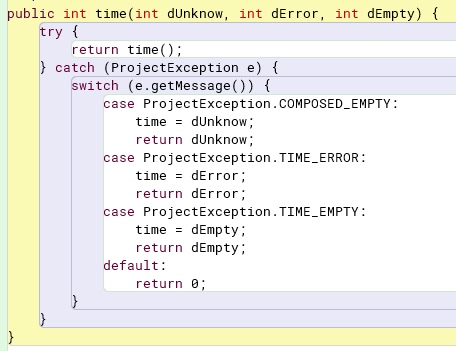 public int time(int dUnknow, int dError, int dEmpty) {
    try {
        return time();
    } catch (ProjectException e) {
        switch (e.getMessage()) {
            case ProjectException.COMPOSED_EMPTY:
                time = dUnknow;
                return dUnknow;
            case ProjectException.TIME_ERROR:
                time = dError;
                return dError;
            case ProjectException.TIME_EMPTY:
                time = dEmpty;
                return dEmpty;
            default:
                return 0;
        }
    }
}